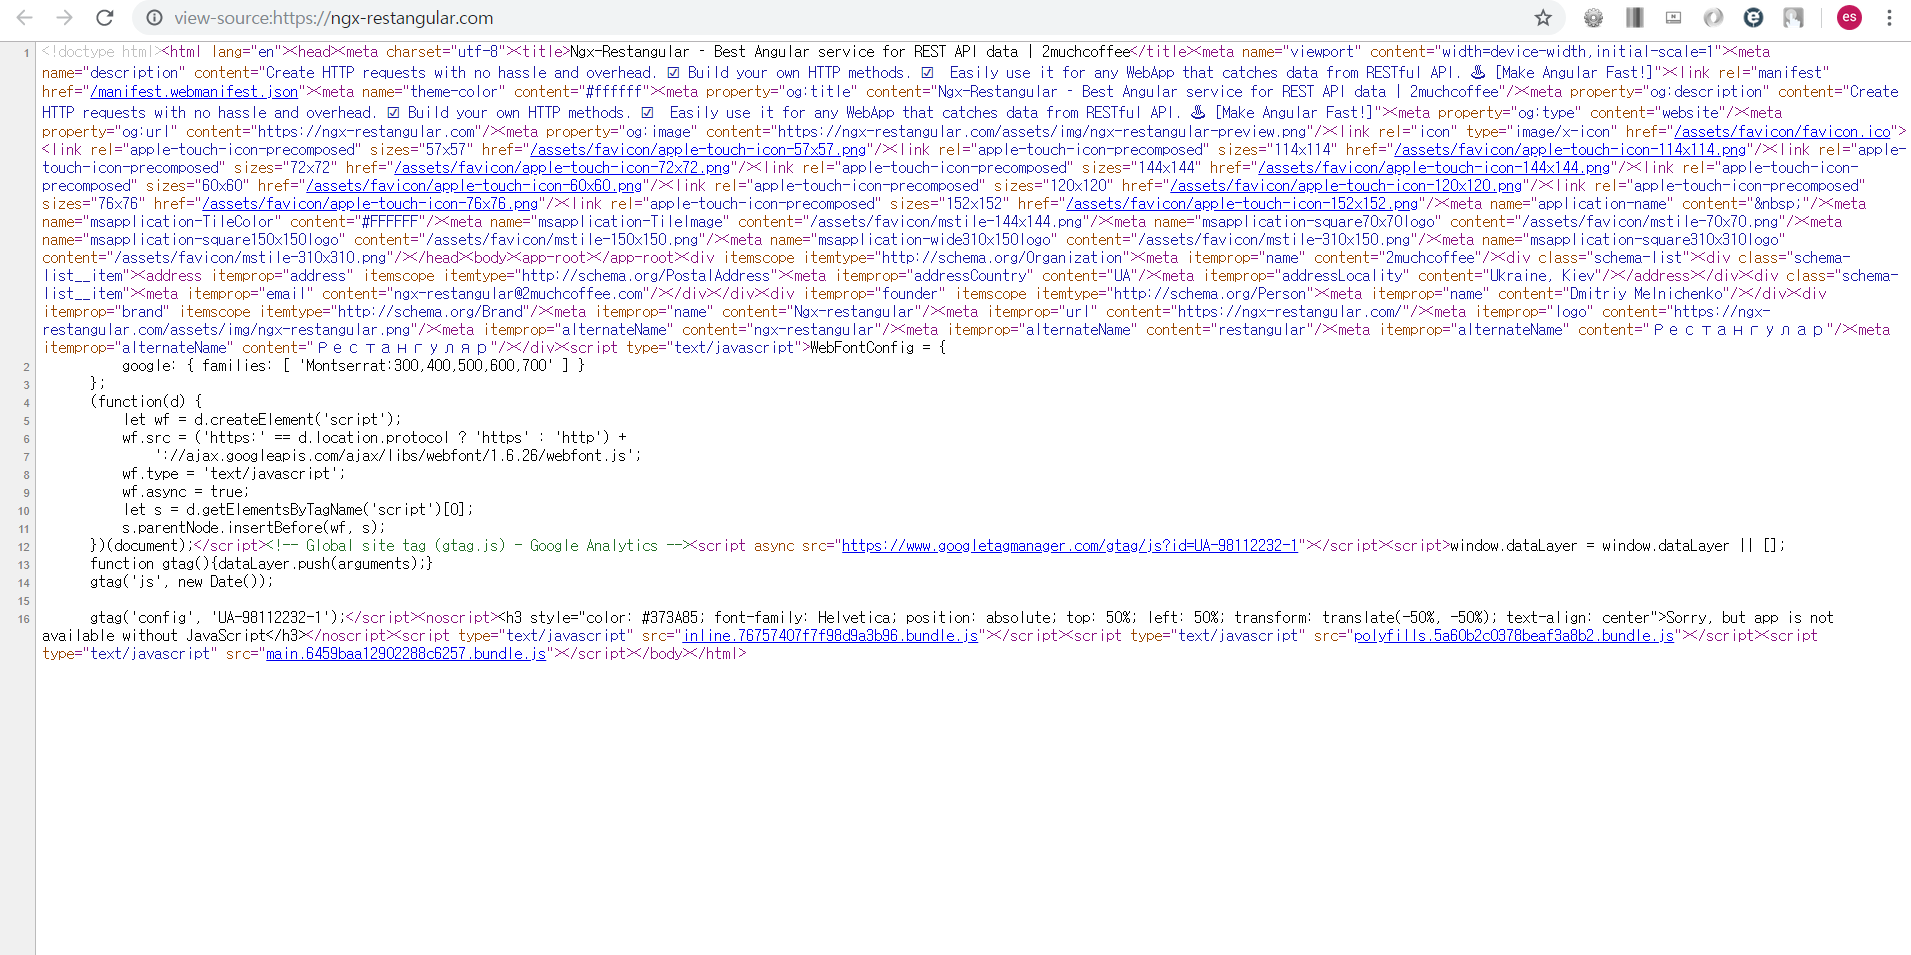 view-source:https://ngx-restangular.com
es
1 <!doctype html><html lang="en"><head><meta charset="utf-8"><title>Ngx-Restangular - Best Angular service for REST API data | 2muchcoffee</title><meta name="viewport" content="width=device-width,initial-scale=1"><meta
name="description" content="Create HTTP requests with no hassle and overhead. ☑ Build your own HTTP methods. ☑  Easily use it for any WebApp that catches data from RESTful API. ♨ [Make Angular Fast!]"><link rel="manifest"
href="/manifest.webmanifest.json"><meta name="theme-color" content="#ffffff"><meta property="og:title" content="Ngx-Restangular - Best Angular service for REST API data | 2muchcoffee"/><meta property="og:description" content="Create
HTTP requests with no hassle and overhead. ☑ Build your own HTTP methods. ☑  Easily use it for any WebApp that catches data from RESTful API. ♨ [Make Angular Fast!]"><meta property="og:type" content="website"/><meta
property="og:url" content="https://ngx-restangular.com"/><meta property="og:image" content="https://ngx-restangular.com/assets/img/ngx-restangular-preview.png"/><link rel="icon" type="image/x-icon" href="/assets/favicon/favicon.ico">
<link rel="apple-touch-icon-precomposed" sizes="57x57" href="/assets/favicon/apple-touch-icon-57x57.png"/><link rel="apple-touch-icon-precomposed" sizes="114x114" href="/assets/favicon/apple-touch-icon-114x114.png"/><link rel="apple-
touch-icon-precomposed" sizes="72x72" href="/assets/favicon/apple-touch-icon-72x72.png"/><link rel="apple-touch-icon-precomposed" sizes="144x144" href="/assets/favicon/apple-touch-icon-144x144.png"/><link rel="apple-touch-icon-
precomposed" sizes="60x60" href="/assets/favicon/apple-touch-icon-60x60.png"/><link rel="apple-touch-icon-precomposed" sizes="120x120" href="/assets/favicon/apple-touch-icon-120x120.png"/><link rel="apple-touch-icon-precomposed"
sizes="76x76" href="/assets/favicon/apple-touch-icon-76x76.png"/><link rel="apple-touch-icon-precomposed" sizes="152x152" href="/assets/favicon/apple-touch-icon-152x152.png"/><meta name="application-name" content="&nbsp;"/><meta
name="msapplication-TileColor" content="#FFFFFF"/><meta name="msapplication-TileImage" content="/assets/favicon/mstile-144x144.png"/><meta name="msapplication-square70x70logo" content="/assets/favicon/mstile-70x70.png"/><meta
name="msapplication-square150x150logo" content="/assets/favicon/mstile-150x150.png"/><meta name="msapplication-wide310x150logo" content="/assets/favicon/mstile-310x150.png"/><meta name="msapplication-square310x310logo"
content="/assets/favicon/mstile-310x310.png"/></head><body><app-root></app-root><div itemscope itemtype="http://schema.org/Organization"><meta itemprop="name" content="2muchcoffee"/><div class="schema-list"><div class="schema-
list__item"><address itemprop="address" itemscope itemtype="http://schema.org/PostalAddress"><meta itemprop="addressCountry" content="UA"/><meta itemprop="addressLocality" content="Ukraine, Kiev"/></address></div><div class="schema-
list__item"><meta itemprop="email" content="ngx-restangular@2muchcoffee.com"/></div></div><div itemprop="founder" itemscope itemtype="http://schema.org/Person"><meta itemprop="name" content="Dmitriy Melnichenko"/></div><div
itemprop="brand" itemscope itemtype="http://schema.org/Brand"/><meta itemprop="name" content="Ngx-Restangular"/><meta itemprop="url" content="https://ngx-restangular.com/"/><meta itemprop="logo" content="https://ngx-
restangular.com/assets/img/ngx-restangular.png"/><meta itemprop="alternateName" content="ngx-restangular"/><meta itemprop="alternateName" content="restangular"/><meta itemprop="alternateName" content="Рестангулар"/><meta
itemprop="alternateName" content="Рестангуляр"/></div><script type="text/javascript">WebFontConfig = {
2 google: { families: [ 'Montserrat:300,400,500,600,700' ] }
3 };
4 (function(d) {
5 let wf = d.createElement('script');
6 wf.src = ('https:' == d.location.protocol ? 'https' : 'http') +
7 '://ajax.googleapis.com/ajax/libs/webfont/1.6.26/webfont.js';
8 wf.type = 'text/javascript';
9 wf.async = true;
10 let s = d.getElementsByTagName('script')[0];
11 s.parentNode.insertBefore(wf, s);
12 })(document);</script><!-- Global site tag (gtag.js) - Google Analytics --><script async src="https://www.googletagmanager.com/gtag/js?id=UA-98112232-1"></script><script>window.dataLayer = window.dataLayer || [];
13 function gtag(){dataLayer.push(arguments);}
14 gtag('js', new Date());
15
16 gtag('config', 'UA-98112232-1');</script><noscript><h3 style="color: #373A85; font-family: Helvetica; position: absolute; top: 50%; left: 50%; transform: translate(-50%, -50%); text-align: center">Sorry, but app is not
available without JavaScript</h3></noscript><script type="text/javascript" src="inline.76757407f7f98d9a3b96.bundle.js"></script><script type="text/javascript" src="polyfills.5a60b2c0378beaf3a8b2.bundle.js"></script><script
type="text/javascript" src="main.6459baa12902288c6257.bundle.js"></script></body></html>